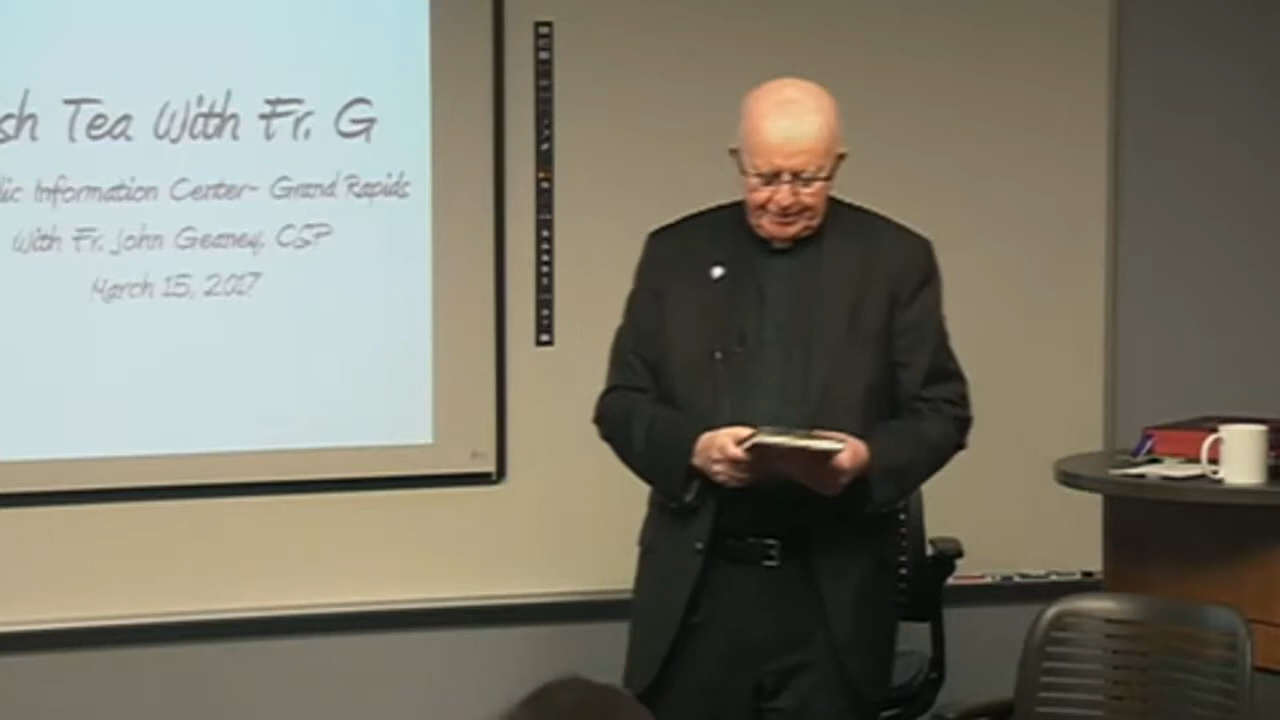 sh Tea With Fr. G
lic Information Center- Grand Rapids
With Fr. John Geaney, CSP
March 15, 2017